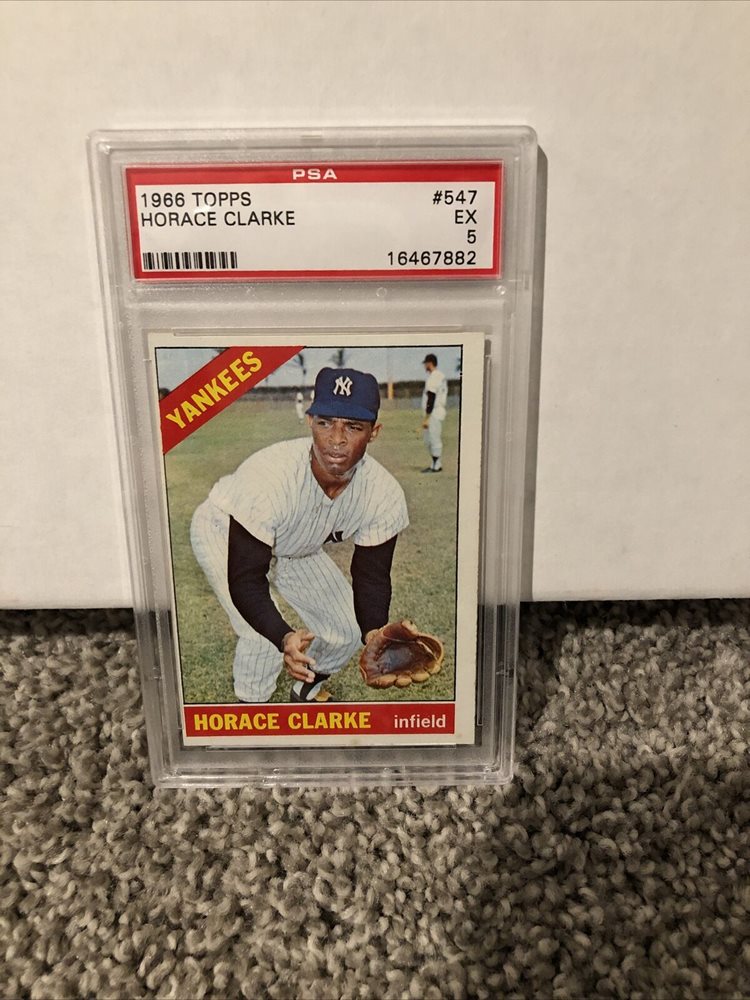 PSA
1966 TOPPS #547
HORACE CLARKE EX
5
16467882
YANKEES
NY
HORACE CLARKE infield